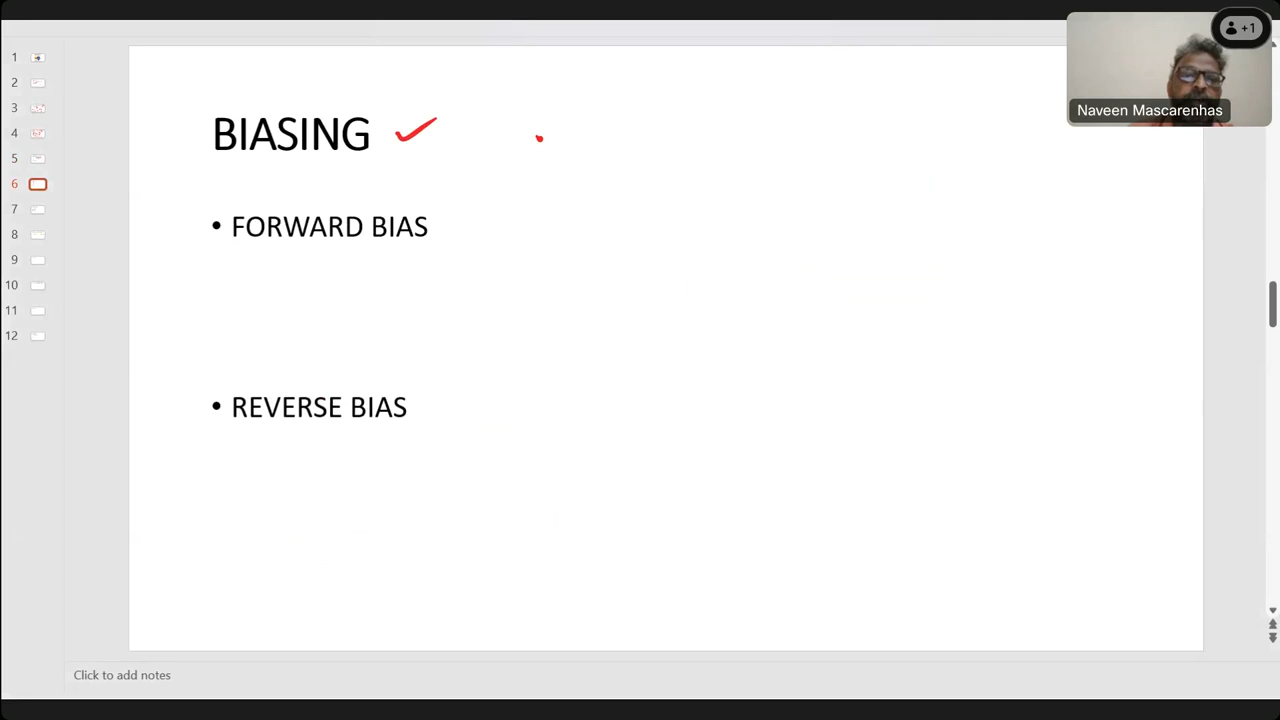 BIASING
• FORWARD BIAS
• REVERSE BIAS
1
2
3
4
5
6
7
8
9
10
11
12
Naveen Mascarenhas
+1
Click to add notes